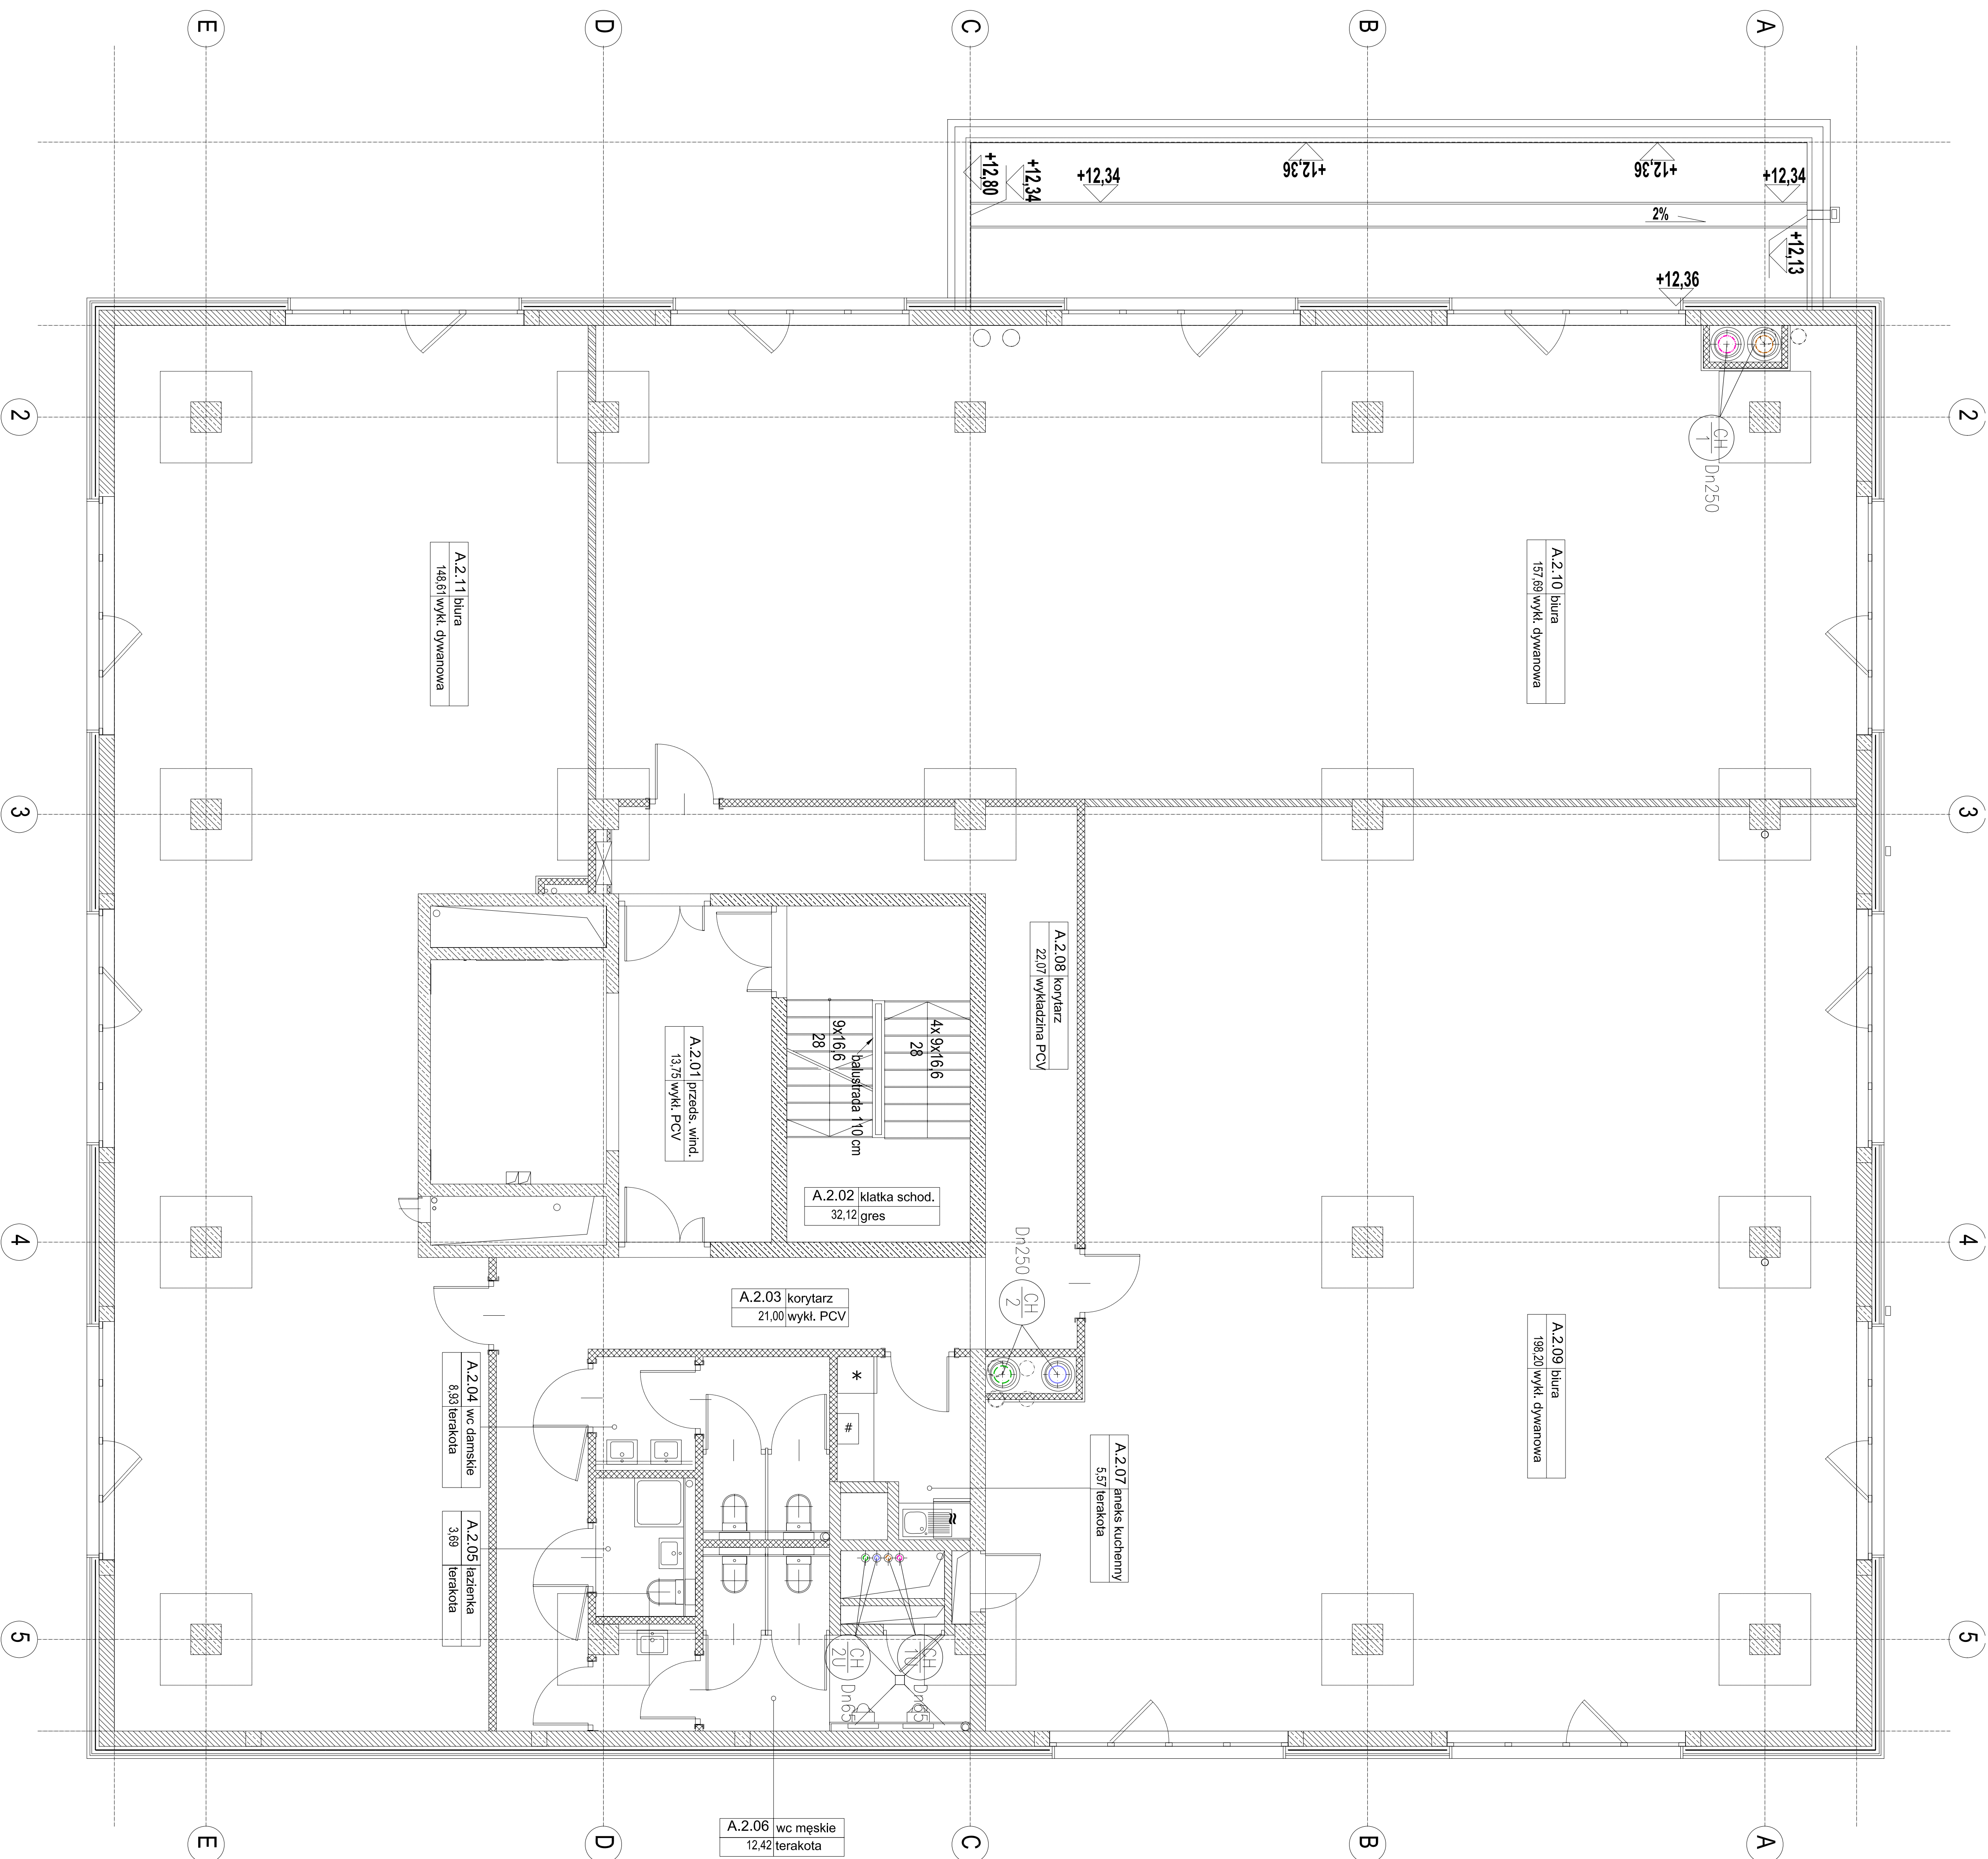 E
D
C
B
A
+12,80
+12,34
+12,34
+12,36
+12,36
+12,34
2%
+12,13
+12,36
2
2
CH
1
Dn250
A.2.11 biura
148,61 wykł. dywanowa
A.2.10 biura
157,69 wykł. dywanowa
3
3
A.2.08 korytarz
22,07 wykładzina PCV
4x 9x16,6
28
9x16,6
28
balustrada 110 cm
A.2.01 przeds. wind.
13,75 wykł. PCV
A.2.02 klatka schod.
32,12 gres
4
4
Dn250
CH
2
A.2.03 korytarz
21,00 wykł. PCV
A.2.09 biura
198,20 wykł. dywanowa
A.2.04 wc damskie
8,93 terakota
*
#
A.2.07 aneks kuchenny
5,57 terakota
≈
A.2.05 łazienka
3,69 terakota
5
5
CH
2U
Dn65
CH
1U
Dn65
A.2.06 wc męskie
12,42 terakota
E
D
C
B
A